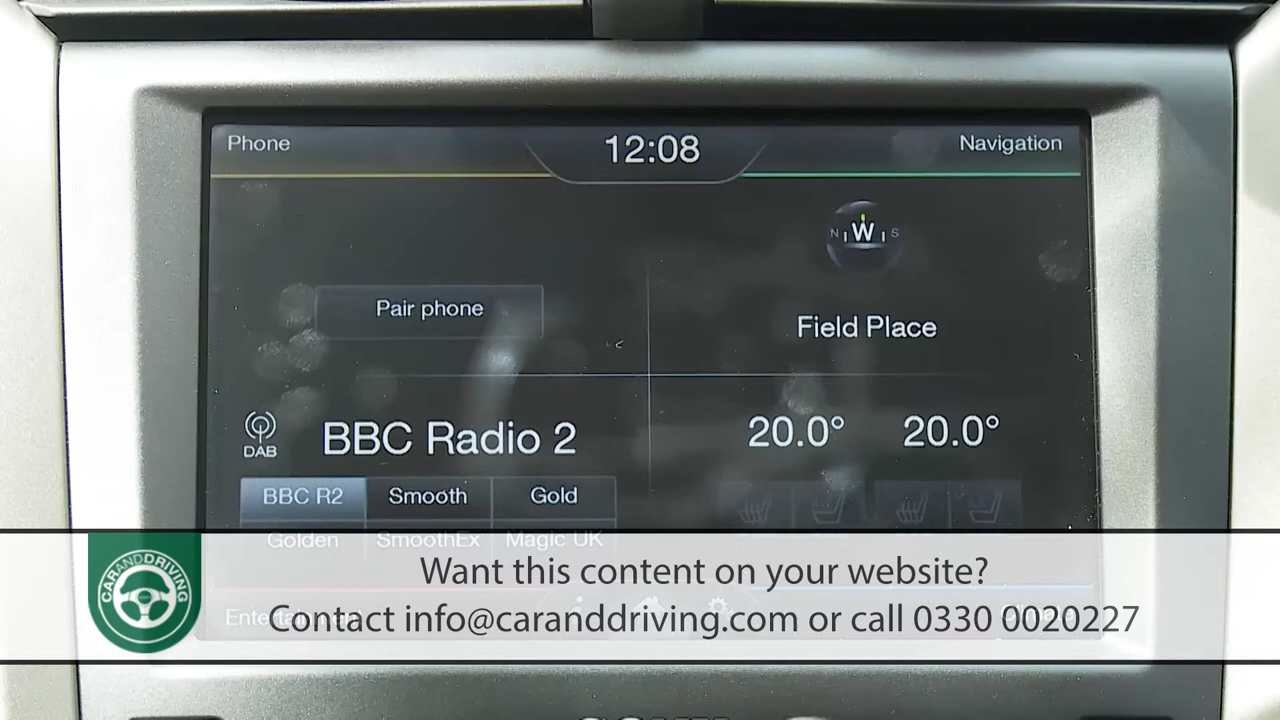 Phone
12:08
Navigation
N W S
Pair phone
Field Place
DAB
BBC Radio 2
20.0° 20.0°
BBC R2 Smooth Gold
Golden SmoothEx Magic UK
CARANDDRIVING
Want this content on your website?
Contact info@caranddriving.com or call 0330 0020227